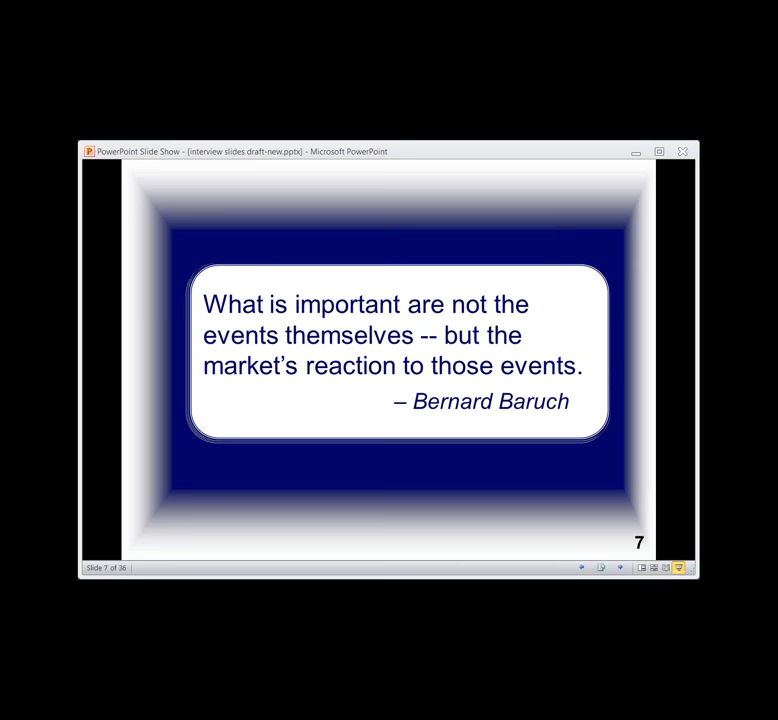 PowerPoint Slide Show - [interview slides draft-new.pptx] - Microsoft PowerPoint
What is important are not the
events themselves -- but the
market’s reaction to those events.
– Bernard Baruch
7
Slide 7 of 36